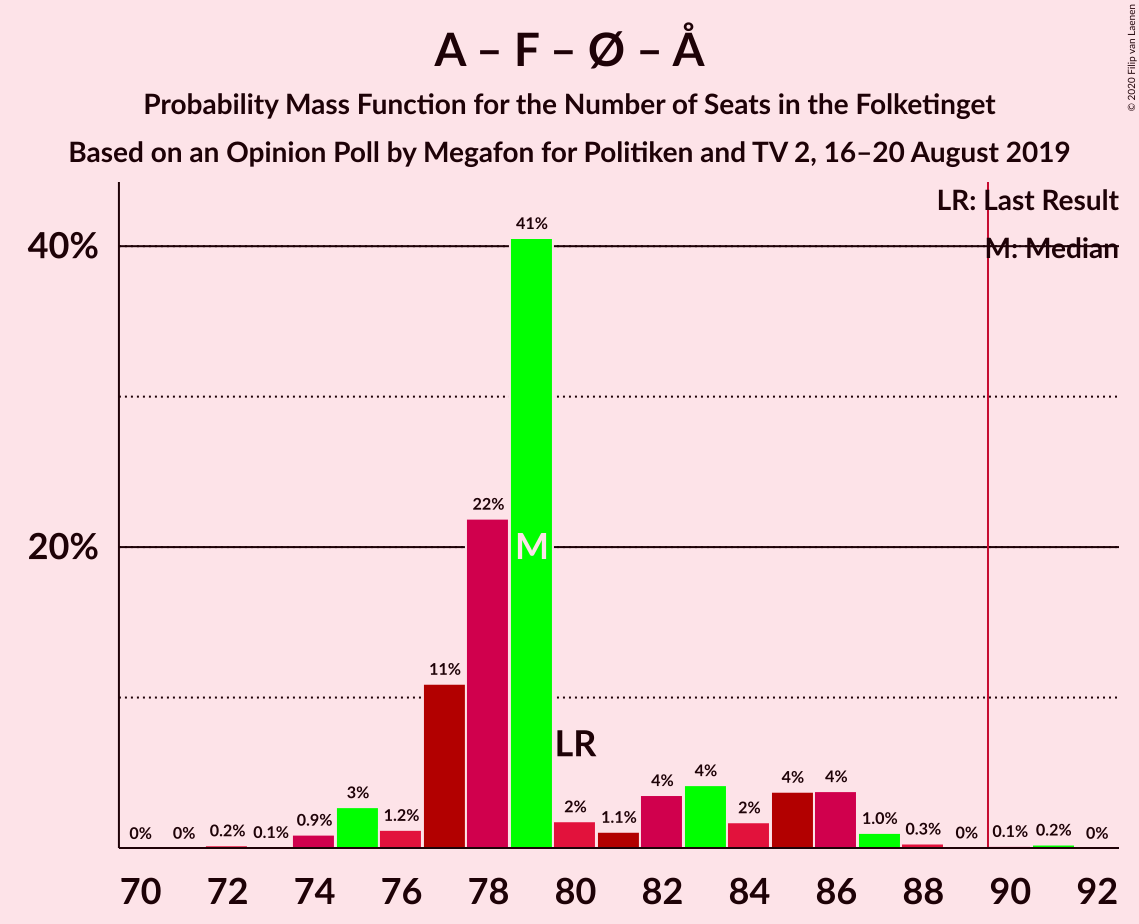 A – F – Ø – Å
Probability Mass Function for the Number of Seats in the Folketinget
Based on an Opinion Poll by Megafon for Politiken and TV 2, 16–20 August 2019
© 2020 Filip van Laenen
LR: Last Result
M: Median
40%
20%
0% 0% 0.2% 0.1% 0.9% 3% 1.2% 11% 22% 41% 2% 1.1% 4% 4% 2% 4% 4% 1.0% 0.3% 0% 0.1% 0.2% 0%
M
LR
70 72 74 76 78 80 82 84 86 88 90 92